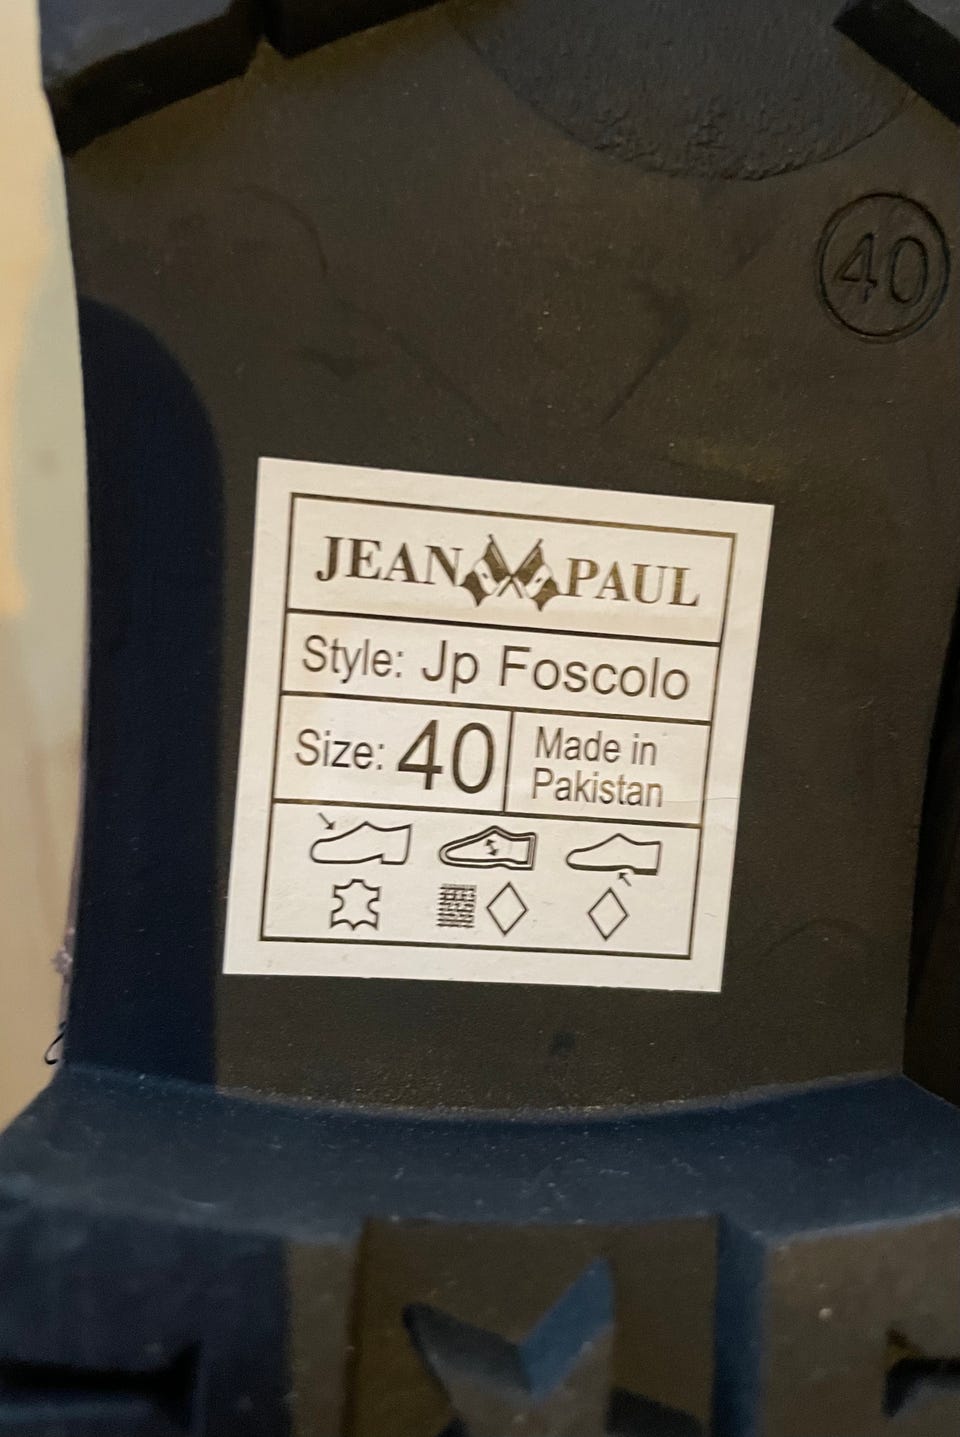 40
JEAN PAUL
Style: Jp Foscolo
Size: 40
Made in
Pakistan